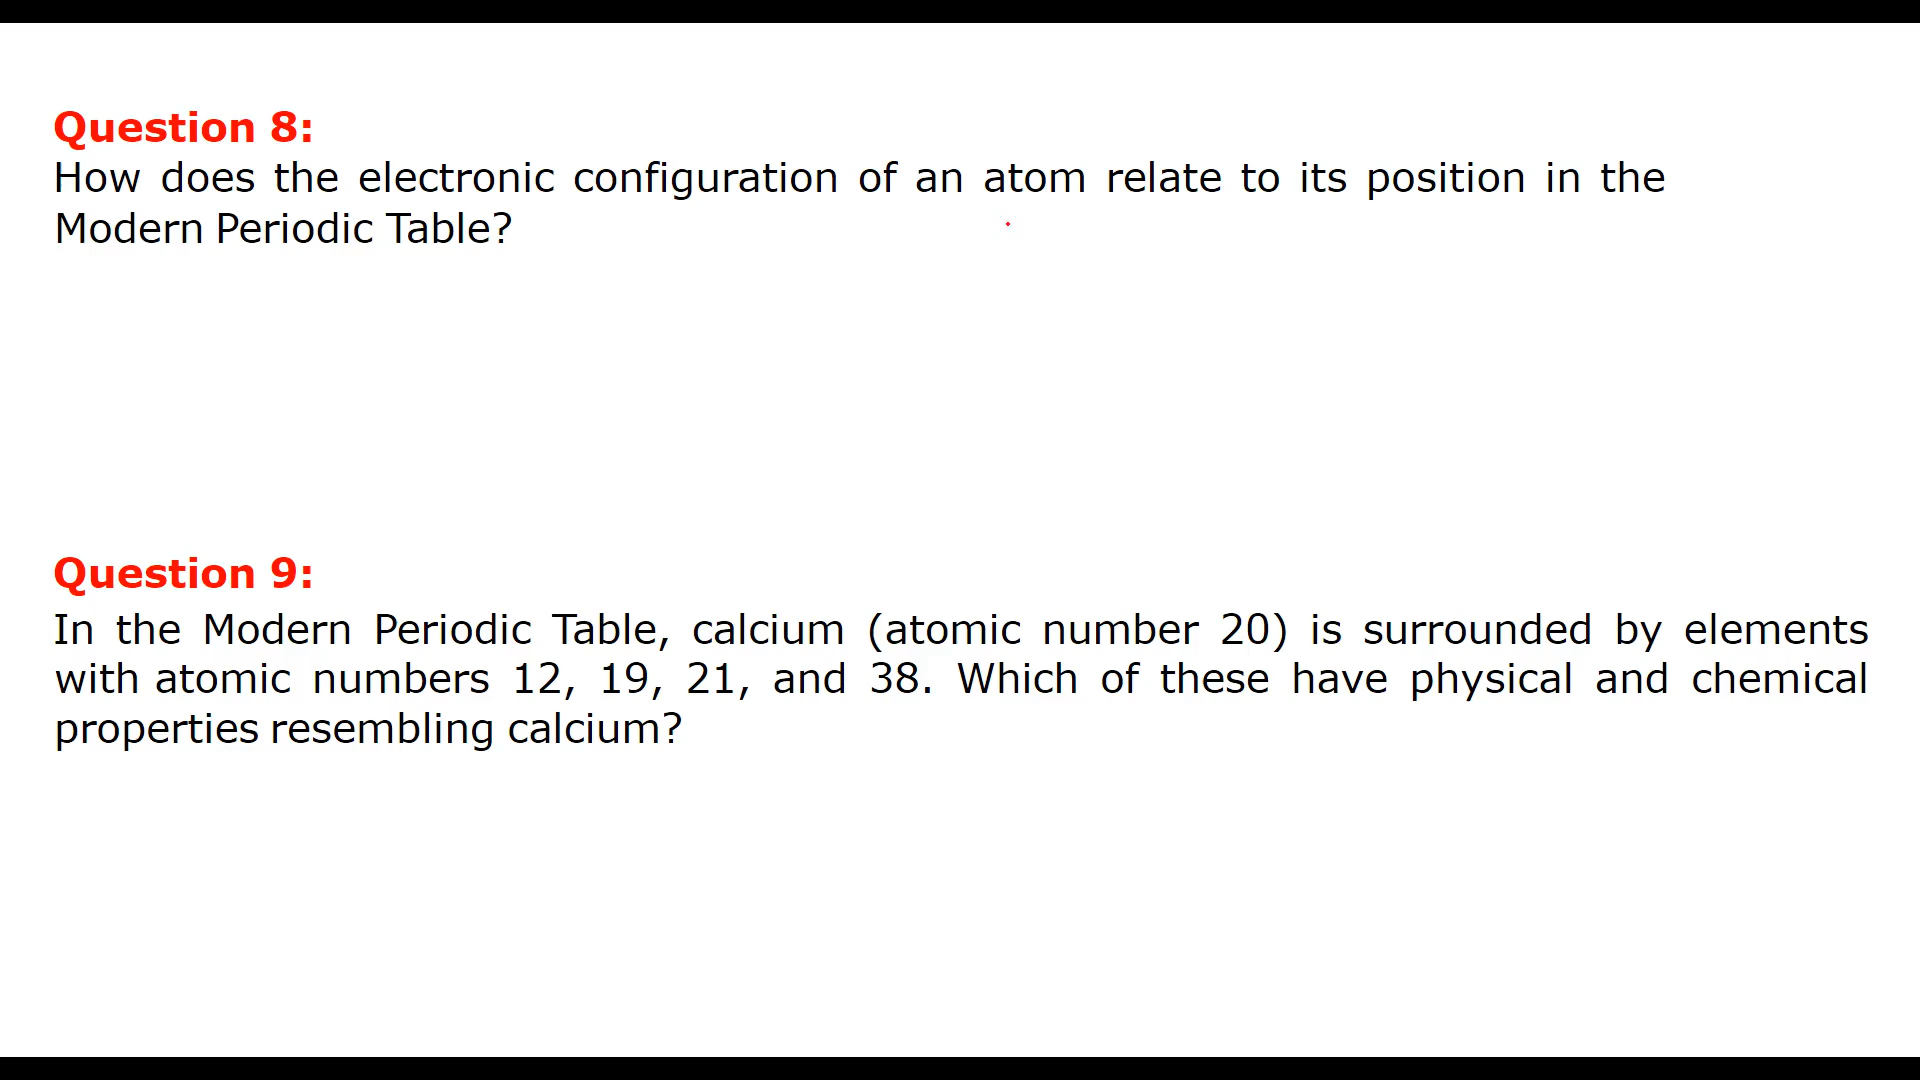 Question 8:
How does the electronic configuration of an atom relate to its position in the
Modern Periodic Table?
Question 9:
In the Modern Periodic Table, calcium (atomic number 20) is surrounded by elements
with atomic numbers 12, 19, 21, and 38. Which of these have physical and chemical
properties resembling calcium?